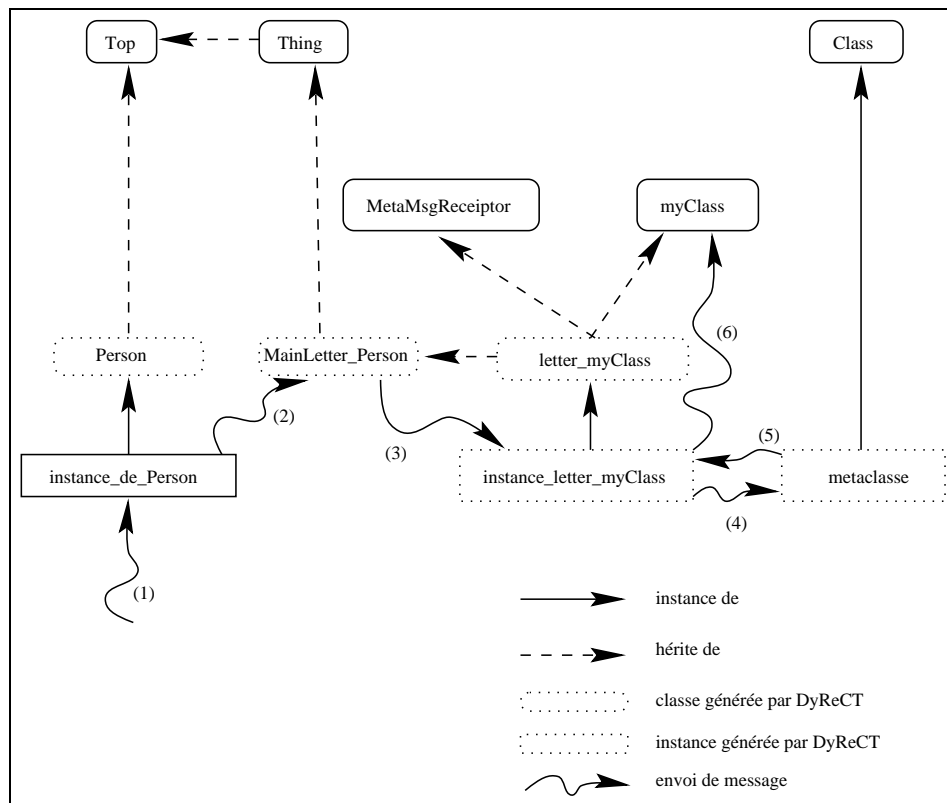 Top
Thing
Class
MetaMsgReceiptor
myClass
Person
MainLetter_Person
letter_myClass
(6)
(2)
(3)
(5)
instance_de_Person
instance_letter_myClass
metaclasse
(4)
(1)
instance de
hérite de
classe générée par DyReCT
instance générée par DyReCT
envoi de message